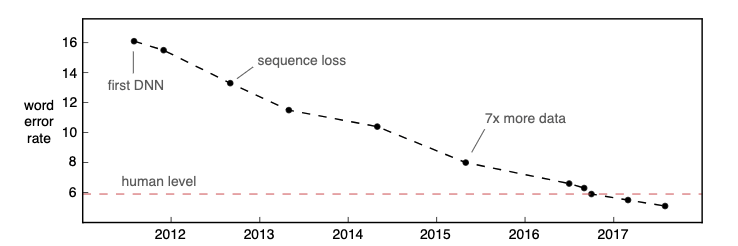 16
14
12
10
8
6
word
error
rate
first DNN
sequence loss
7x more data
human level
2012
2013
2014
2015
2016
2017